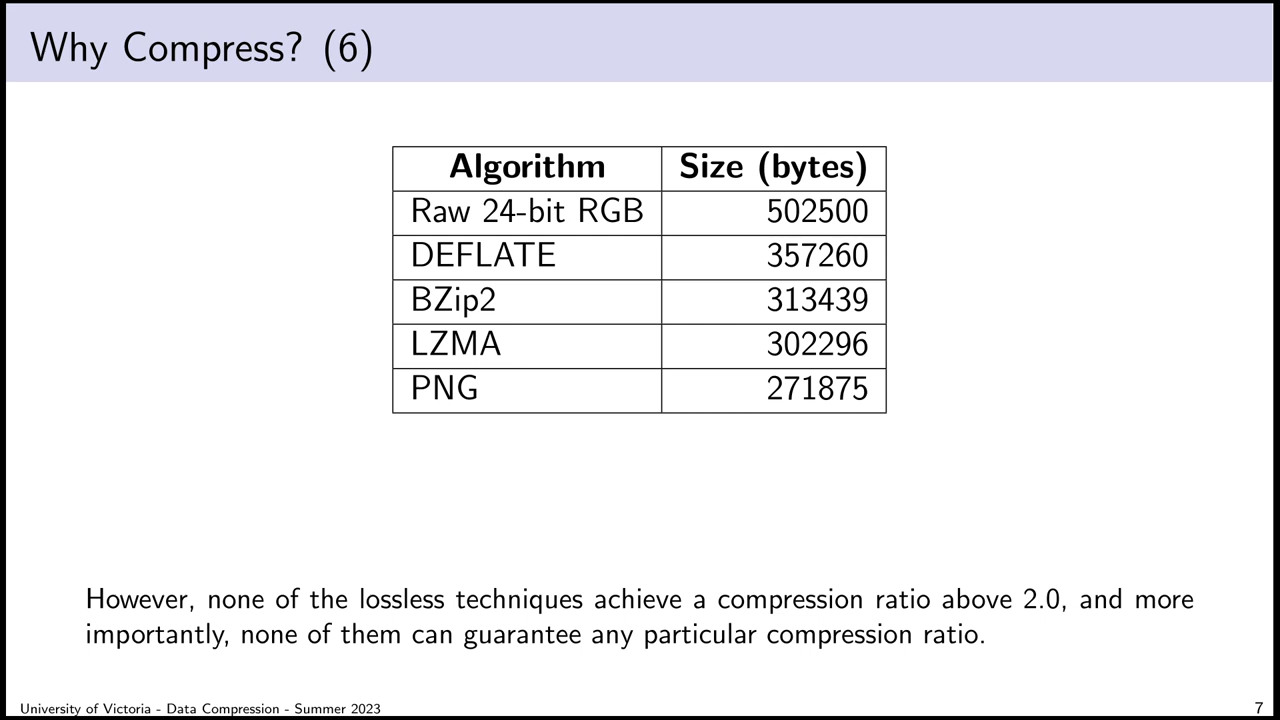 Why Compress? (6)
Algorithm Size (bytes)
Raw 24-bit RGB 502500
DEFLATE 357260
BZip2 313439
LZMA 302296
PNG 271875
However, none of the lossless techniques achieve a compression ratio above 2.0, and more
importantly, none of them can guarantee any particular compression ratio.
University of Victoria - Data Compression - Summer 2023 7